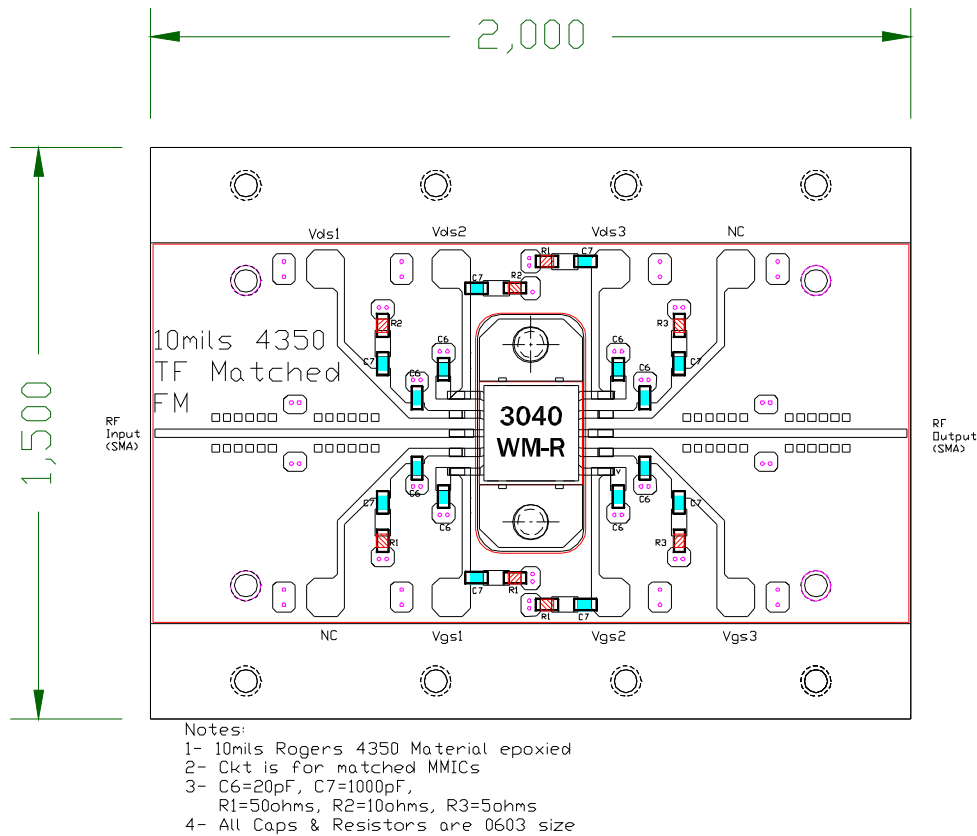 2,000
1,500
Vds1
Vds2
Vds3
NC
R1
C7
C7
R2
R2
C7
C6
C6
C6
C6
R3
C7
10mils 4350
TF Matched
FM
RF
Input
(SMA)
3040
WM-R
RF
Output
(SMA)
C6
C6
C7
R1
V
C6
C6
C7
R3
C7
R1
R1
C7
NC
Vgs1
Vgs2
Vgs3
Notes:
1- 10mils Rogers 4350 Material epoxied
2- Ckt is for matched MMICs
3- C6=20pF, C7=1000pF,
R1=50ohms, R2=10ohms, R3=5ohms
4- All Caps & Resistors are 0603 size